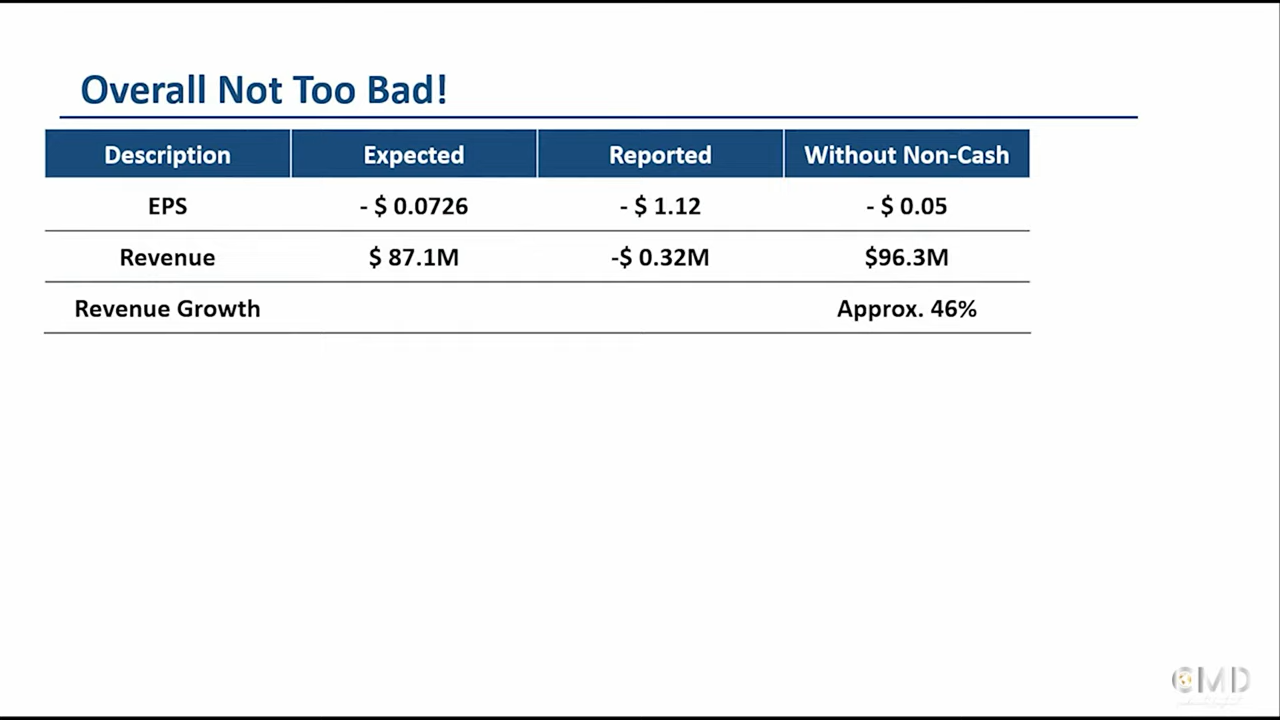 Overall Not Too Bad!
Description Expected Reported Without Non-Cash
EPS - $ 0.0726 - $ 1.12 - $ 0.05
Revenue $ 87.1M -$ 0.32M $96.3M
Revenue Growth Approx. 46%
CMD